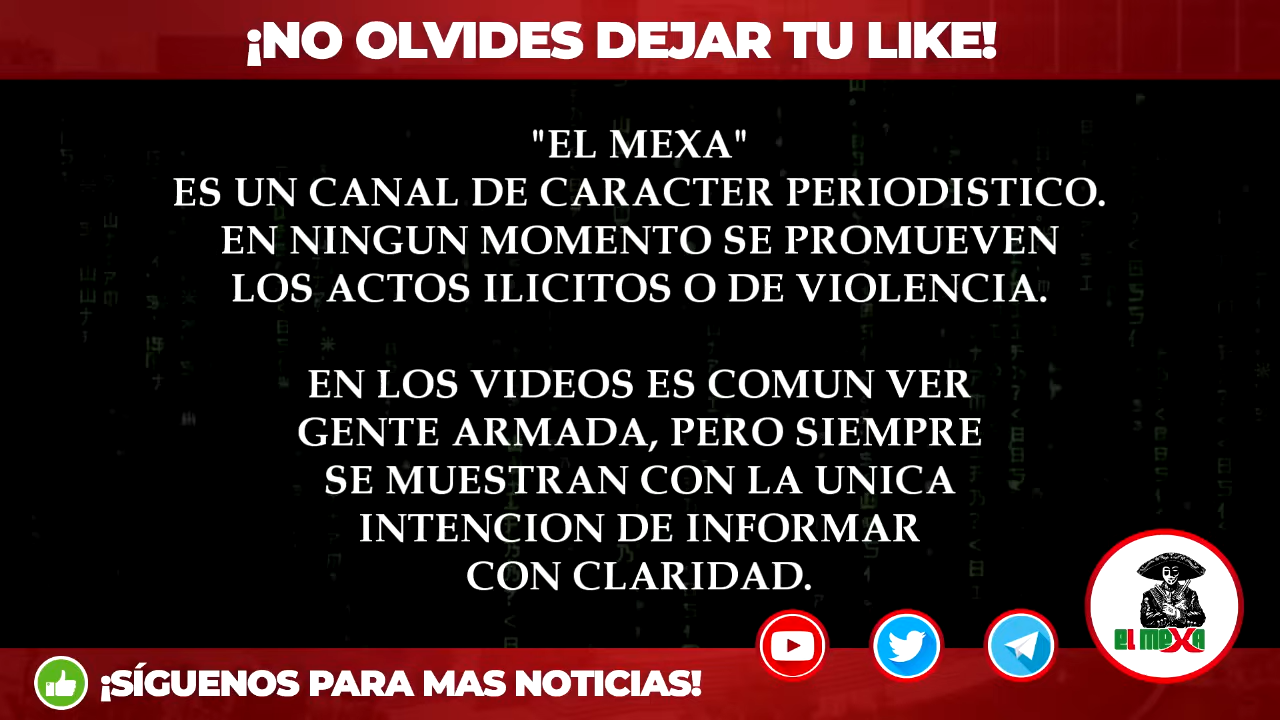 ¡NO OLVIDES DEJAR TU LIKE!
"EL MEXA"
ES UN CANAL DE CARACTER PERIODISTICO.
EN NINGUN MOMENTO SE PROMUEVEN
LOS ACTOS ILICITOS O DE VIOLENCIA.
EN LOS VIDEOS ES COMUN VER
GENTE ARMADA, PERO SIEMPRE
SE MUESTRAN CON LA UNICA
INTENCION DE INFORMAR
CON CLARIDAD.
EL MEXA
¡SÍGUENOS PARA MAS NOTICIAS!